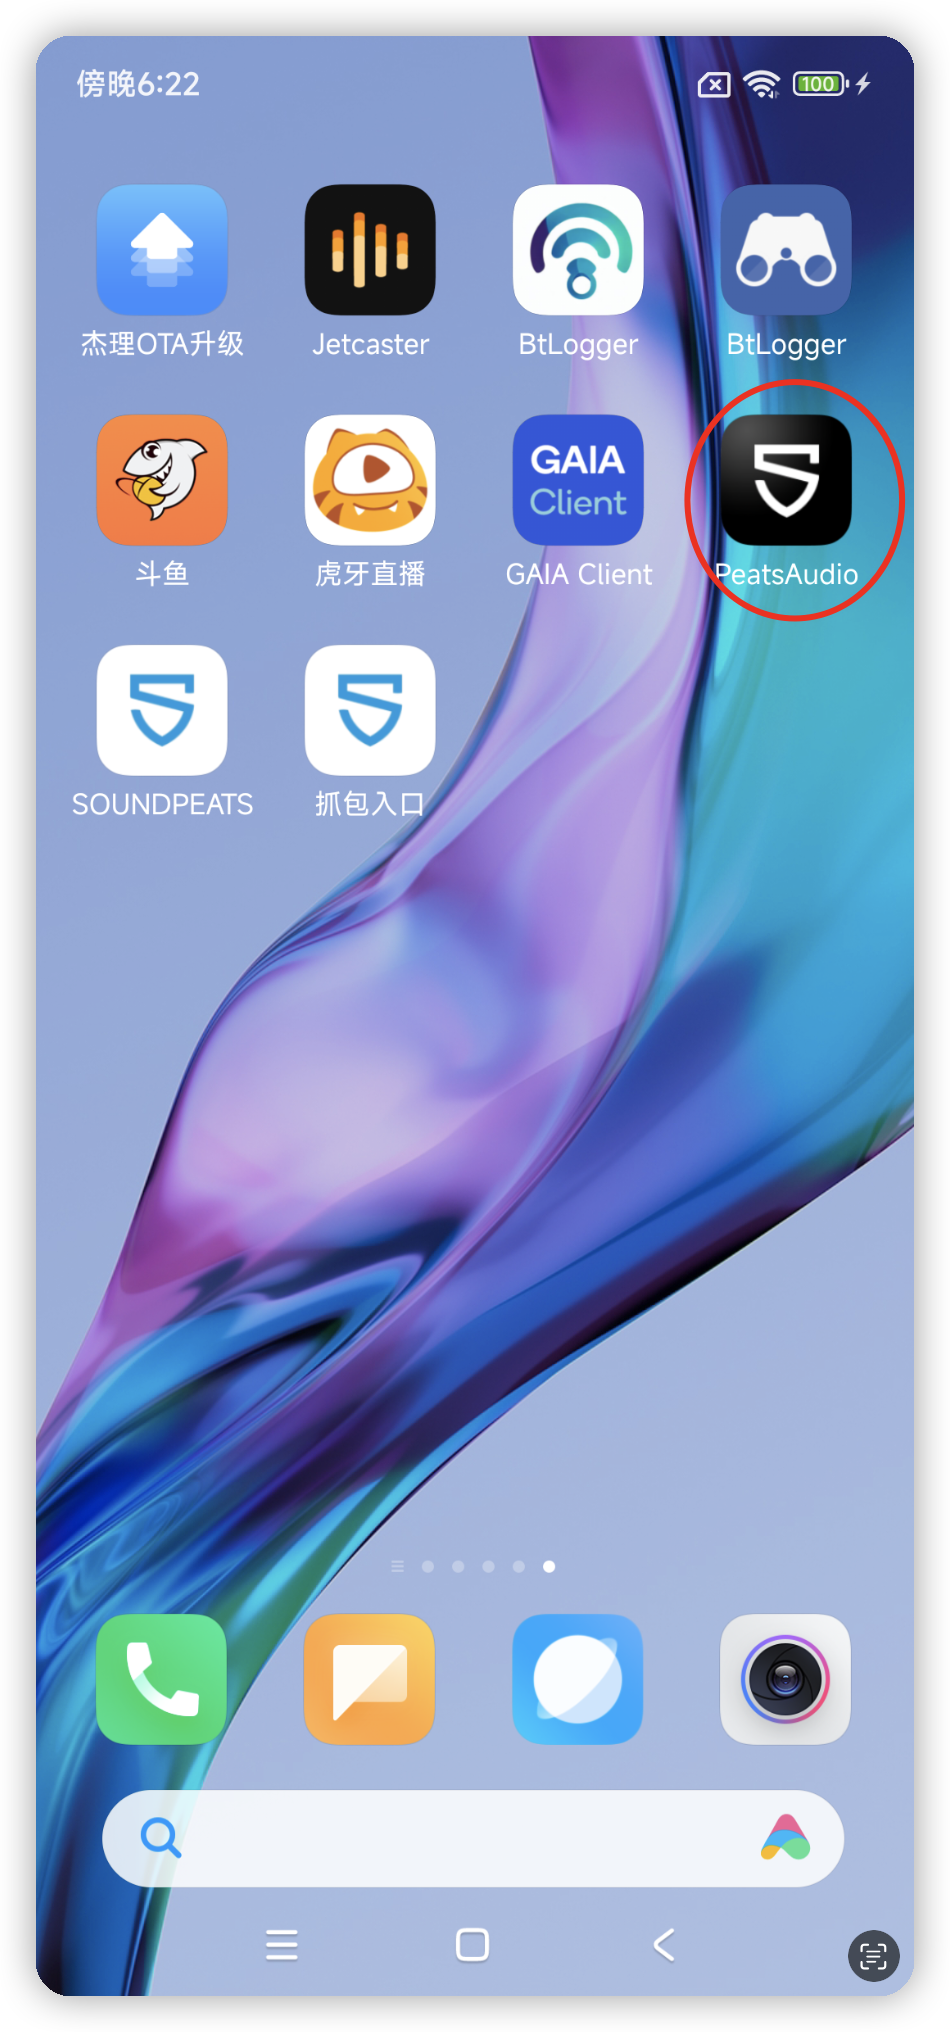 傍晚6:22
100
杰理OTA升级
Jetcaster
BtLogger
BtLogger
GAIA
Client
斗鱼
虎牙直播
GAIA Client
PeatsAudio
SOUNDPEATS
抓包入口